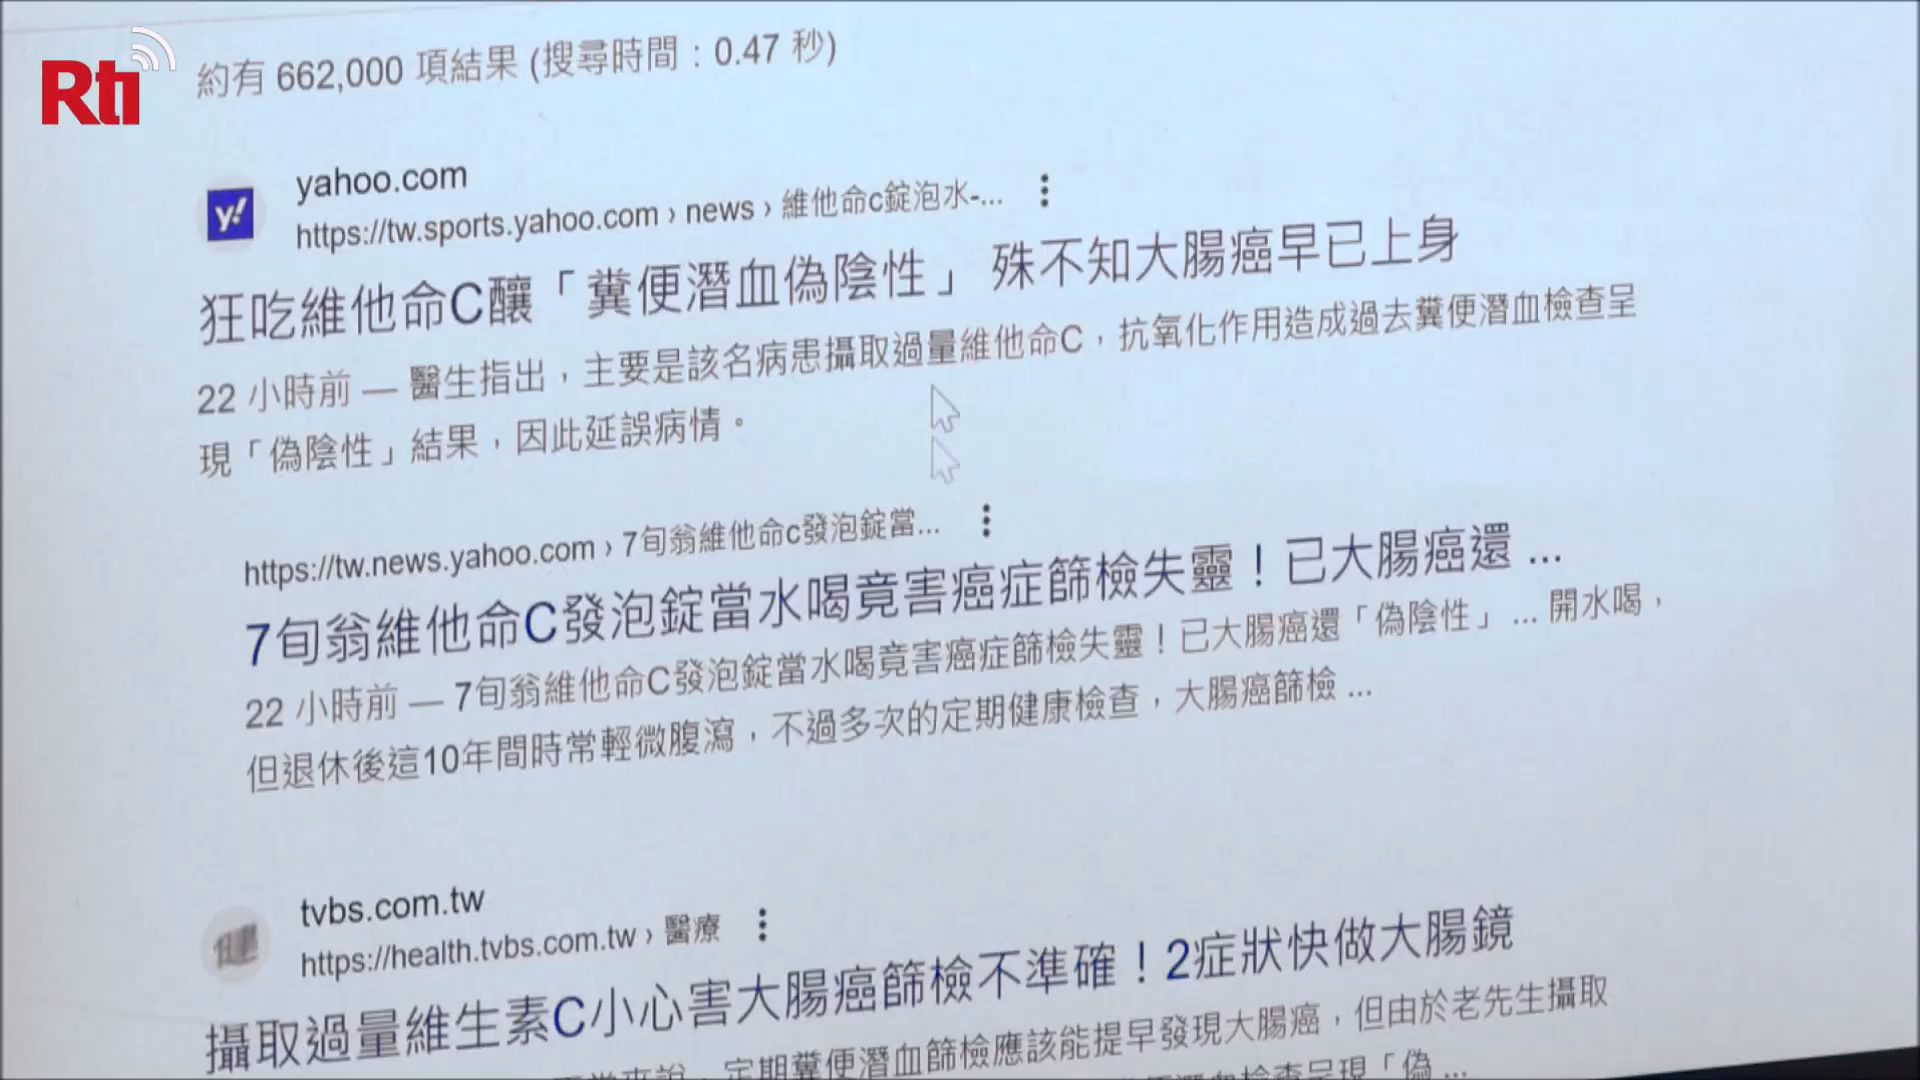 Rti
約有 662,000 項結果 (搜尋時間：0.47 秒)
yahoo.com
https://tw.sports.yahoo.com › news › 維他命c錠泡水-...
狂吃維他命C釀「糞便潛血偽陰性」 殊不知大腸癌早已上身
22 小時前 — 醫生指出，主要是該名病患攝取過量維他命C，抗氧化作用造成過去糞便潛血檢查呈
現「偽陰性」結果，因此延誤病情。
https://tw.news.yahoo.com › 7旬翁維他命c發泡錠當...
7旬翁維他命C發泡錠當水喝竟害癌症篩檢失靈！已大腸癌還 ...
22 小時前 — 7旬翁維他命C發泡錠當水喝竟害癌症篩檢失靈！已大腸癌還「偽陰性」 ... 開水喝，
但退休後這10年間時常輕微腹瀉，不過多次的定期健康檢查，大腸癌篩檢 ...
健
tvbs.com.tw
https://health.tvbs.com.tw › 醫療
攝取過量維生素C小心害大腸癌篩檢不準確！2症狀快做大腸鏡
定期糞便潛血篩檢應該能提早發現大腸癌，但由於老先生攝取
檢查呈現「偽 ...